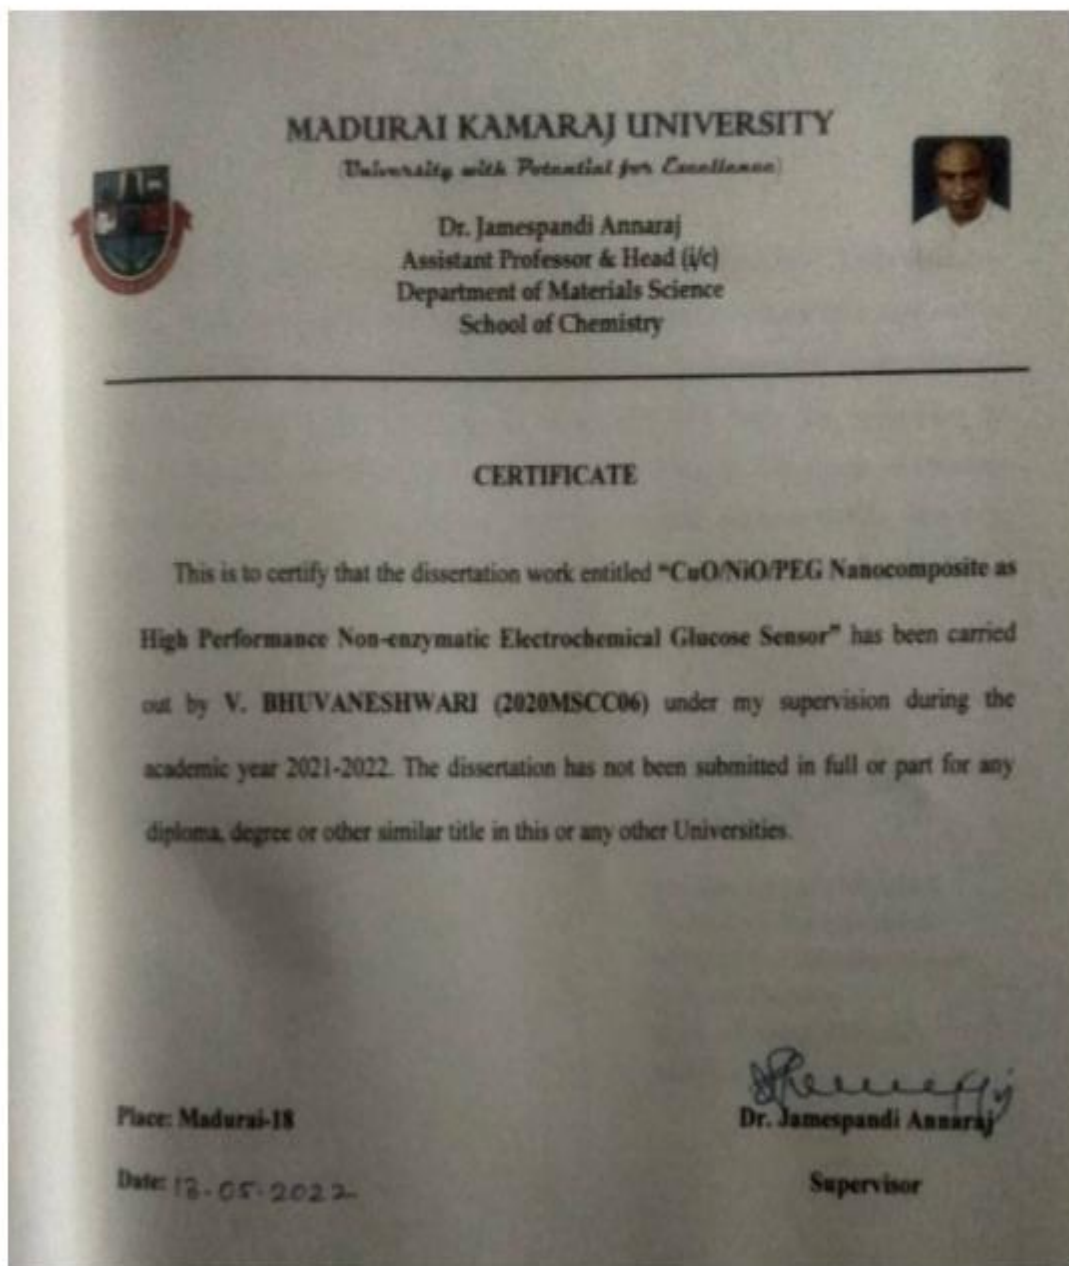 MADURAI KAMARAJ UNIVERSITY
(University with Potential for Excellence)
Dr. Jamespandi Annaraj
Assistant Professor & Head (i/c)
Department of Materials Science
School of Chemistry
CERTIFICATE
This is to certify that the dissertation work entitled "CuO/NiO/PEG Nanocomposite as
High Performance Non-enzymatic Electrochemical Glucose Sensor" has been carried
out by V. BHUVANESHWARI (2020MSCC06) under my supervision during the
academic year 2021-2022. The dissertation has not been submitted in full or part for any
diploma, degree or other similar title in this or any other Universities.
Place: Madurai-18
Dr. Jamespandi Annaraj
Date: 13-05-2022
Supervisor